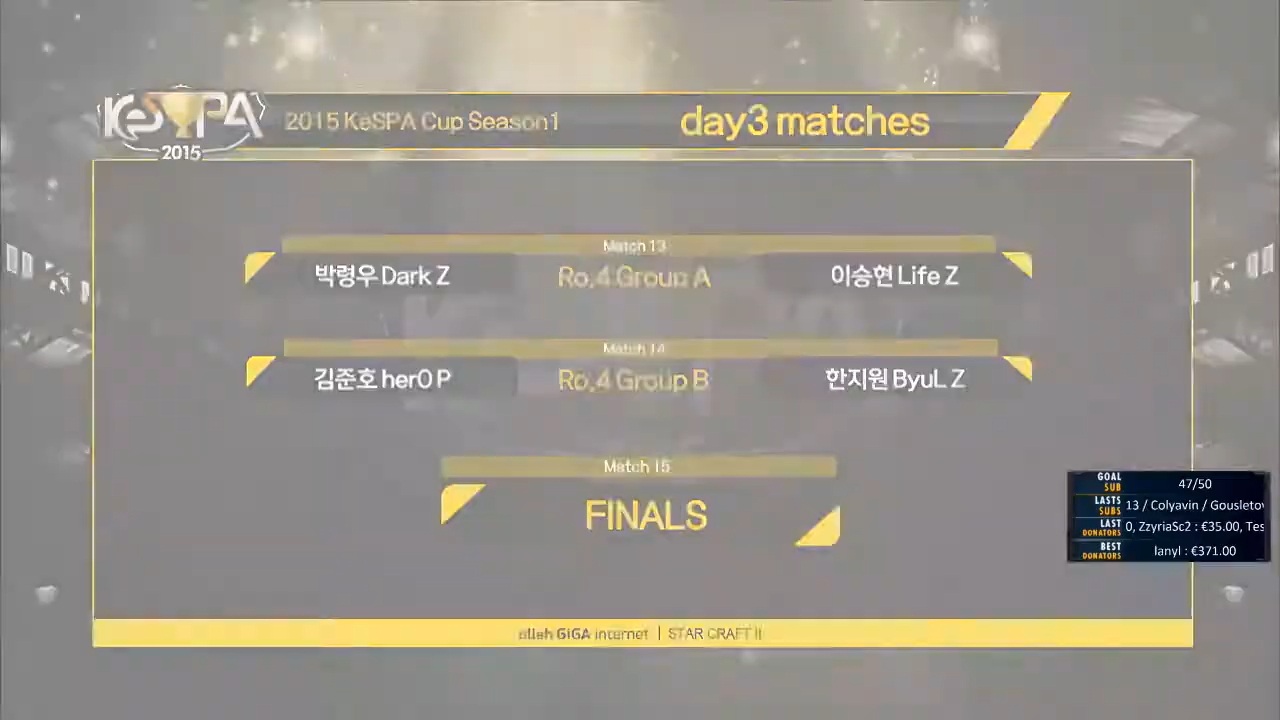 KeSPA
2015
2015 KeSPA Cup Season1
day3 matches
Match 13
박령우 Dark Z
Ro.4 Group A
이승현 Life Z
Match 14
김준호 herO P
Ro.4 Group B
한지원 ByuL Z
Match 15
FINALS
GOAL SUB 47/50
LASTS SUBS 13 / Colyavin / Gousletov
LAST DONATORS 0, ZzyriaSc2 : €35.00, Tes
BEST DONATORS lanyl : €371.00
olleh GiGA internet | STAR CRAFT II